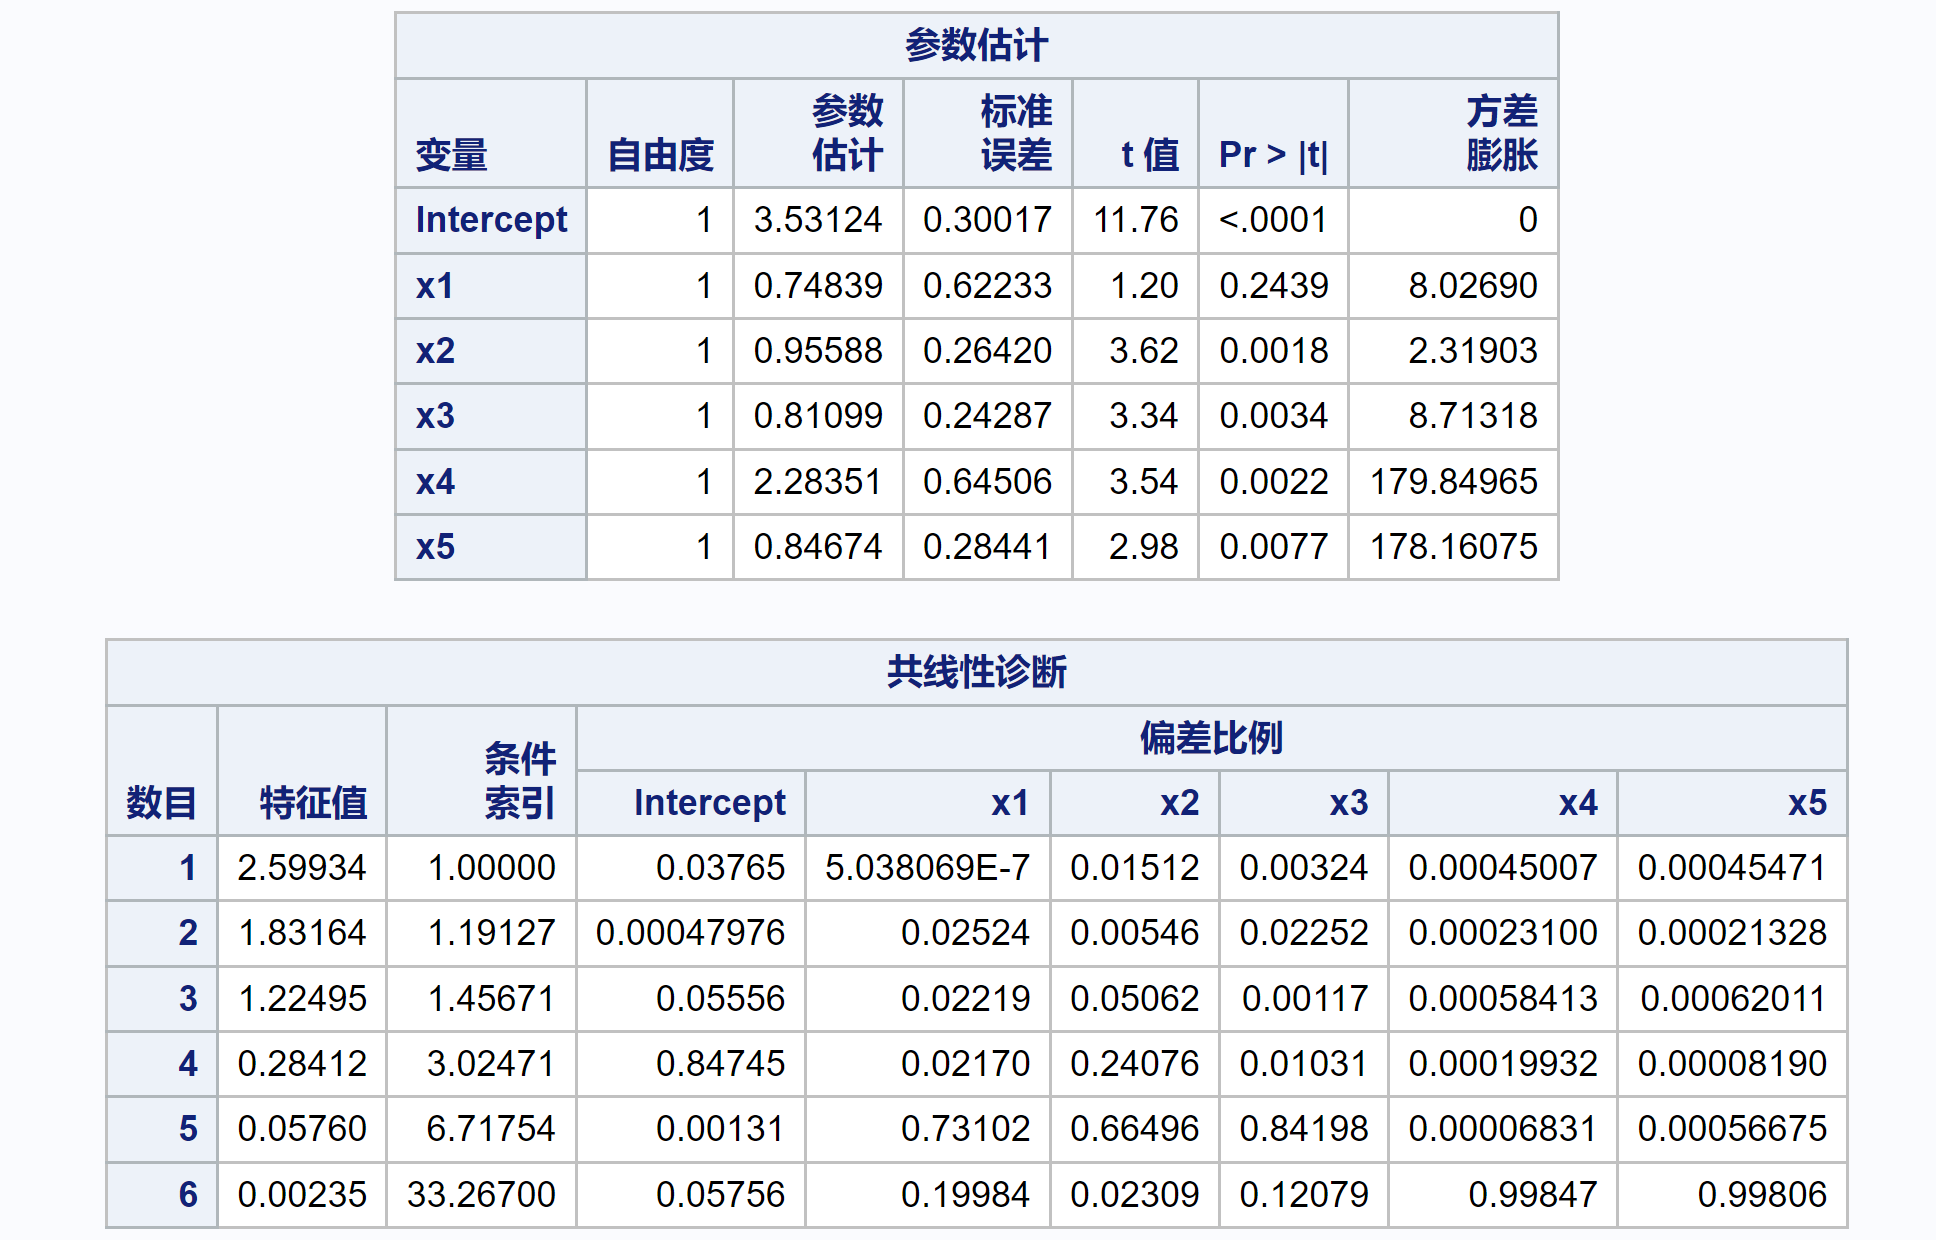 参数估计
变量 自由度 参数估计 标准误差 t 值 Pr > |t| 方差膨胀
Intercept 1 3.53124 0.30017 11.76 <.0001 0
x1 1 0.74839 0.62233 1.20 0.2439 8.02690
x2 1 0.95588 0.26420 3.62 0.0018 2.31903
x3 1 0.81099 0.24287 3.34 0.0034 8.71318
x4 1 2.28351 0.64506 3.54 0.0022 179.84965
x5 1 0.84674 0.28441 2.98 0.0077 178.16075
共线性诊断
数目 特征值 条件索引 偏差比例
Intercept x1 x2 x3 x4 x5
1 2.59934 1.00000 0.03765 5.038069E-7 0.01512 0.00324 0.00045007 0.00045471
2 1.83164 1.19127 0.00047976 0.02524 0.00546 0.02252 0.00023100 0.00021328
3 1.22495 1.45671 0.05556 0.02219 0.05062 0.00117 0.00058413 0.00062011
4 0.28412 3.02471 0.84745 0.02170 0.24076 0.01031 0.00019932 0.00008190
5 0.05760 6.71754 0.00131 0.73102 0.66496 0.84198 0.00006831 0.00056675
6 0.00235 33.26700 0.05756 0.19984 0.02309 0.12079 0.99847 0.99806